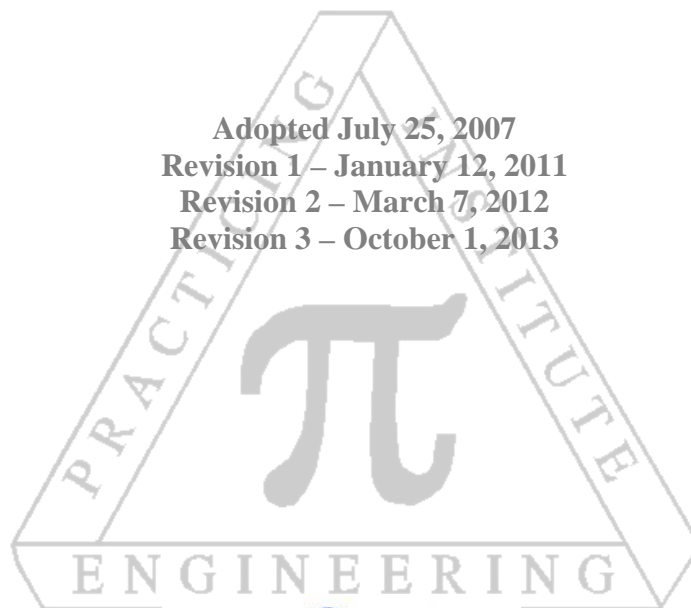 Adopted July 25, 2007
Revision 1 – January 12, 2011
Revision 2 – March 7, 2012
Revision 3 – October 1, 2013
PRACTICING
INSTITUTE
π
ENGINEERING